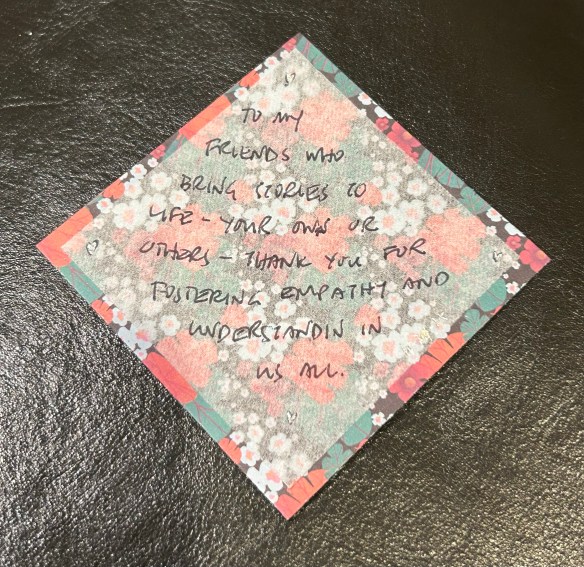 TO MY
FRIENDS WHO
BRING STORIES TO
LIFE - YOUR OWN OR
OTHERS - THANK YOU FOR
FOSTERING EMPATHY AND
UNDERSTANDIN IN
US ALL.